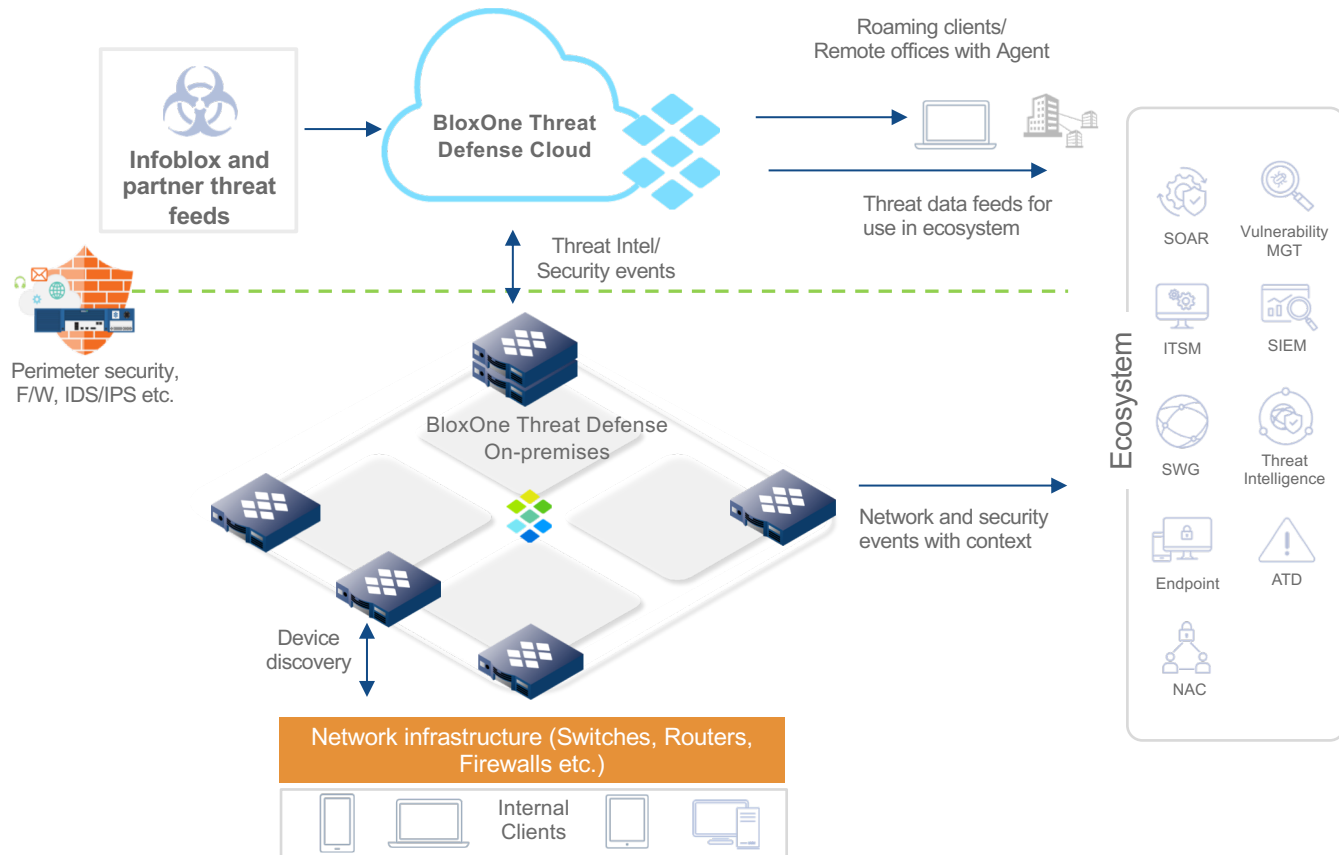 Roaming clients/
Remote offices with Agent
BloxOne Threat
Defense Cloud
Infoblox and
partner threat
feeds
Threat data feeds for
use in ecosystem
Threat Intel/
Security events
Perimeter security,
F/W, IDS/IPS etc.
BloxOne Threat Defense
On-premises
Network and security
events with context
Device
discovery
Network infrastructure (Switches, Routers,
Firewalls etc.)
Internal
Clients
Ecosystem
SOAR
Vulnerability
MGT
ITSM
SIEM
SWG
Threat
Intelligence
Endpoint
ATD
NAC